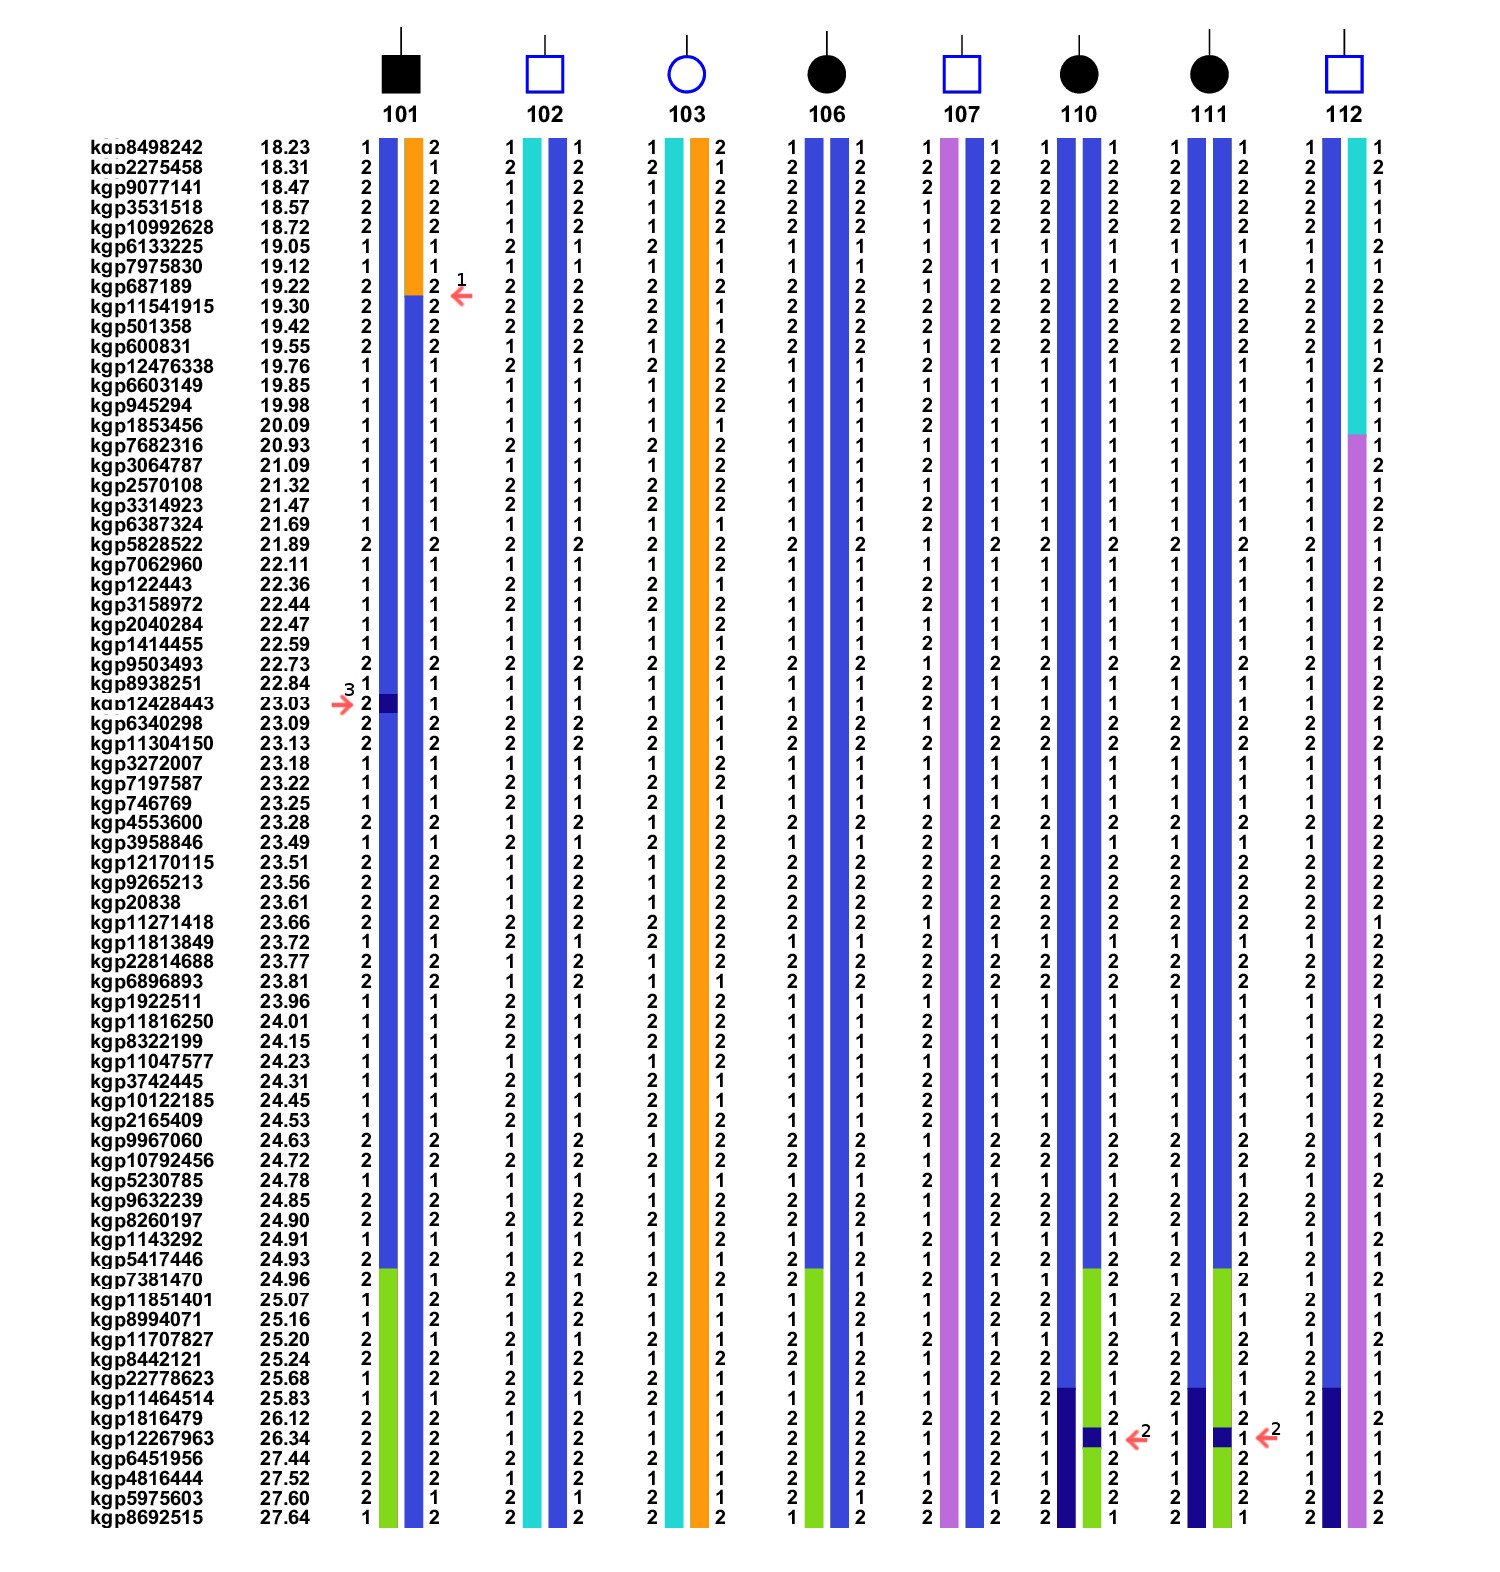 101 102 103 106 107 110 111 112
kgp8498242 18.23 1 2 1 1 1 2 1 1 1 1 1 1 1 1 1 1
kgp2275458 18.31 2 1 2 2 2 1 2 2 2 2 2 2 2 2 2 2
kgp9077141 18.47 2 2 1 2 1 2 2 2 2 2 2 2 2 2 2 1
kgp3531518 18.57 2 2 1 2 1 2 2 2 1 2 2 2 2 2 2 1
kgp10992628 18.72 2 2 1 2 1 2 2 2 1 2 2 2 2 2 2 1
kgp6133225 19.05 1 1 2 1 2 1 1 1 1 1 1 1 1 1 1 2
kgp7975830 19.12 1 1 1 1 1 1 1 1 2 1 1 1 1 1 1 1
kgp687189 19.22 2 2 2 2 2 2 2 2 1 2 2 2 2 2 2 2
1
kgp11541915 19.30 2 2 2 2 2 1 2 2 2 2 2 2 2 2 2 2
kgp501358 19.42 2 2 2 2 2 1 2 2 2 2 2 2 2 2 2 2
kgp600831 19.55 2 2 1 2 1 2 2 2 1 2 2 2 2 2 2 1
kgp12476338 19.76 1 1 2 1 2 2 1 1 1 1 1 1 1 1 1 2
kgp6603149 19.85 1 1 1 1 1 2 1 1 1 1 1 1 1 1 1 1
kgp945294 19.98 1 1 1 1 1 2 1 1 2 1 1 1 1 1 1 1
kgp1853456 20.09 1 1 1 1 1 1 1 1 2 1 1 1 1 1 1 1
kgp7682316 20.93 1 1 2 1 2 2 1 1 1 1 1 1 1 1 1 1
kgp3064787 21.09 1 1 1 1 1 2 1 1 2 1 1 1 1 1 1 2
kgp2570108 21.32 1 1 2 1 2 2 1 1 1 1 1 1 1 1 1 1
kgp3314923 21.47 1 1 2 1 2 2 1 1 2 1 1 1 1 1 1 2
kgp6387324 21.69 1 1 1 1 1 1 1 1 2 1 1 1 1 1 1 2
kgp5828522 21.89 2 2 2 2 2 2 2 2 1 2 2 2 2 2 2 1
kgp7062960 22.11 1 1 1 1 1 2 1 1 1 1 1 1 1 1 1 1
kgp122443 22.36 1 1 2 1 2 1 1 1 2 1 1 1 1 1 1 2
kgp3158972 22.44 1 1 2 1 2 2 1 1 2 1 1 1 1 1 1 2
kgp2040284 22.47 1 1 1 1 1 2 1 1 1 1 1 1 1 1 1 1
kgp1414455 22.59 1 1 1 1 1 1 1 1 2 1 1 1 1 1 1 2
kgp9503493 22.73 2 2 2 2 2 2 2 2 1 2 2 2 2 2 2 1
kgp8938251 22.84 1 1 1 1 1 1 1 1 2 1 1 1 1 1 1 2
3
kgp12428443 23.03 2 1 1 1 1 1 1 1 2 1 1 1 1 1 1 2
kgp6340298 23.09 2 2 2 2 2 2 2 2 1 2 2 2 2 2 2 1
kgp11304150 23.13 2 2 2 2 2 1 2 2 2 2 2 2 2 2 2 2
kgp3272007 23.18 1 1 1 1 1 2 1 1 1 1 1 1 1 1 1 1
kgp7197587 23.22 1 1 2 1 2 2 1 1 1 1 1 1 1 1 1 1
kgp746769 23.25 1 1 2 1 2 1 1 1 1 1 1 1 1 1 1 1
kgp4553600 23.28 2 2 1 2 1 2 2 2 2 2 2 2 2 2 2 2
kgp3958846 23.49 1 1 2 1 2 2 1 1 2 1 1 1 1 1 1 2
kgp12170115 23.51 2 2 1 2 1 2 2 2 2 2 2 2 2 2 2 2
kgp9265213 23.56 2 2 1 2 1 2 2 2 2 2 2 2 2 2 2 2
kgp20838 23.61 2 2 1 2 1 2 2 2 2 2 2 2 2 2 2 2
kgp11271418 23.66 2 2 2 2 2 2 2 2 1 2 2 2 2 2 2 1
kgp11813849 23.72 1 1 2 1 2 2 1 1 2 1 1 1 1 1 1 2
kgp22814688 23.77 2 2 1 2 1 2 2 2 2 2 2 2 2 2 2 2
kgp6896893 23.81 2 2 1 2 1 1 2 2 2 2 2 2 2 2 2 2
kgp1922511 23.96 1 1 2 1 2 2 1 1 1 1 1 1 1 1 1 1
kgp11816250 24.01 1 1 2 1 2 2 1 1 2 1 1 1 1 1 1 2
kgp8322199 24.15 1 1 2 1 2 2 1 1 2 1 1 1 1 1 1 2
kgp11047577 24.23 1 1 1 1 1 2 1 1 1 1 1 1 1 1 1 1
kgp3742445 24.31 1 1 2 1 2 1 1 1 2 1 1 1 1 1 1 2
kgp10122185 24.45 1 1 2 1 2 1 1 1 2 1 1 1 1 1 1 2
kgp2165409 24.53 1 1 2 1 2 2 1 1 2 1 1 1 1 1 1 2
kgp9967060 24.63 2 2 1 2 1 2 2 2 1 2 2 2 2 2 2 1
kgp10792456 24.72 2 2 2 2 2 2 2 2 1 2 2 2 2 2 2 1
kgp5230785 24.78 1 1 1 1 1 1 1 1 2 1 1 1 1 1 1 2
kgp9632239 24.85 2 2 1 2 1 2 2 2 1 2 2 2 2 2 2 1
kgp8260197 24.90 2 2 2 2 2 2 2 2 1 2 2 2 2 2 2 1
kgp1143292 24.91 1 1 1 1 1 2 1 1 2 1 1 1 1 1 1 2
kgp5417446 24.93 2 2 1 2 1 1 2 2 1 2 2 2 2 2 2 1
kgp7381470 24.96 2 1 2 1 2 2 2 1 2 1 1 2 1 2 1 2
kgp11851401 25.07 1 2 1 2 1 1 1 2 1 2 2 1 2 1 2 1
kgp8994071 25.16 1 2 1 2 1 1 1 2 1 2 2 1 2 1 2 1
kgp11707827 25.20 2 1 2 1 2 1 2 1 2 1 1 2 1 2 1 2
kgp8442121 25.24 2 2 1 2 1 2 2 2 1 2 2 2 2 2 2 1
kgp22778623 25.68 2 2 2 2 2 1 1 2 1 2 2 1 2 1 2 1
kgp11464514 25.83 1 1 2 1 2 1 1 1 1 1 2 1 2 1 1 1
kgp1816479 26.12 2 2 1 2 1 1 2 2 2 2 1 2 1 2 1 2
kgp12267963 26.34 2 2 1 2 1 1 2 2 1 2 1 1 2 1 1 2 1 1
kgp6451956 27.44 2 2 2 2 2 1 2 2 1 2 1 2 1 2 1 1
kgp4816444 27.52 1 2 1 2 1 1 1 2 1 2 1 1 1 1 1 1
kgp5975603 27.60 2 1 2 1 2 1 2 1 2 1 2 2 2 2 2 2
kgp8692515 27.64 1 2 2 2 2 2 1 2 2 2 2 1 2 1 2 2